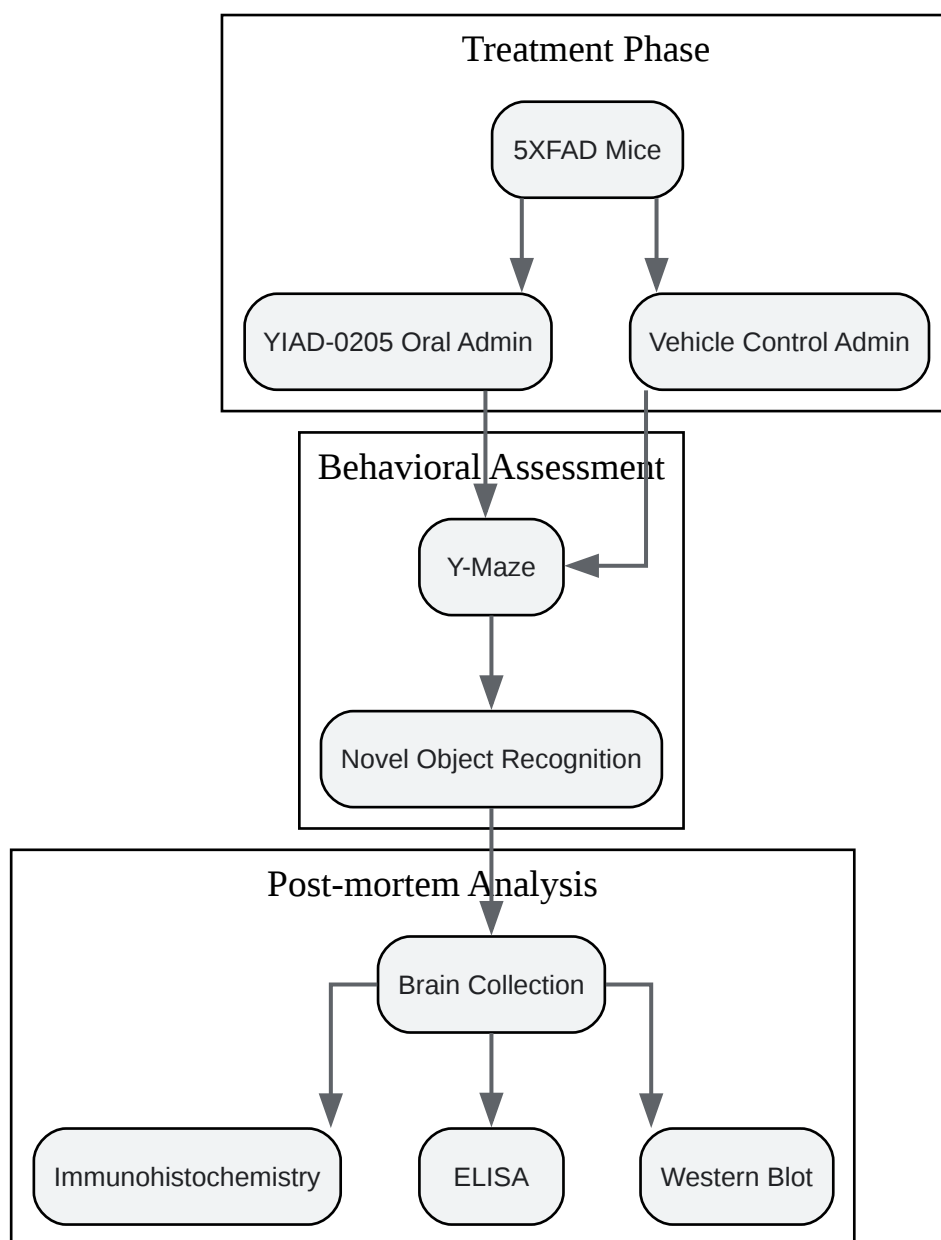 Treatment Phase
5XFAD Mice
YIAD-0205 Oral Admin
Vehicle Control Admin
Behavioral Assessment
Y-Maze
Novel Object Recognition
Post-mortem Analysis
Brain Collection
Immunohistochemistry
ELISA
Western Blot